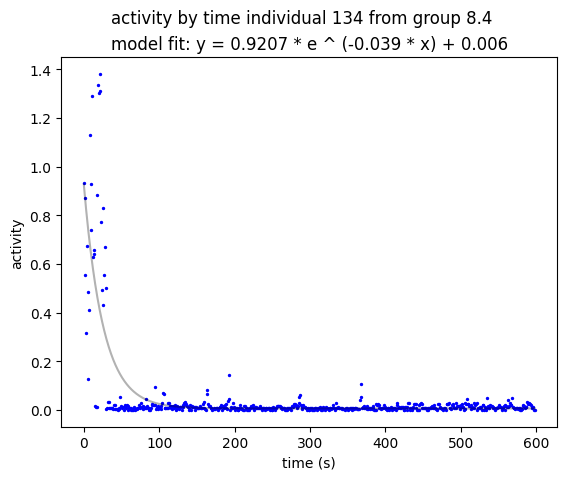 activity by time individual 134 from group 8.4
model fit: y = 0.9207 * e ^ (-0.039 * x) + 0.006
1.4
1.2
1.0
0.8
0.6
0.4
0.2
0.0
activity
0 100 200 300 400 500 600
time (s)